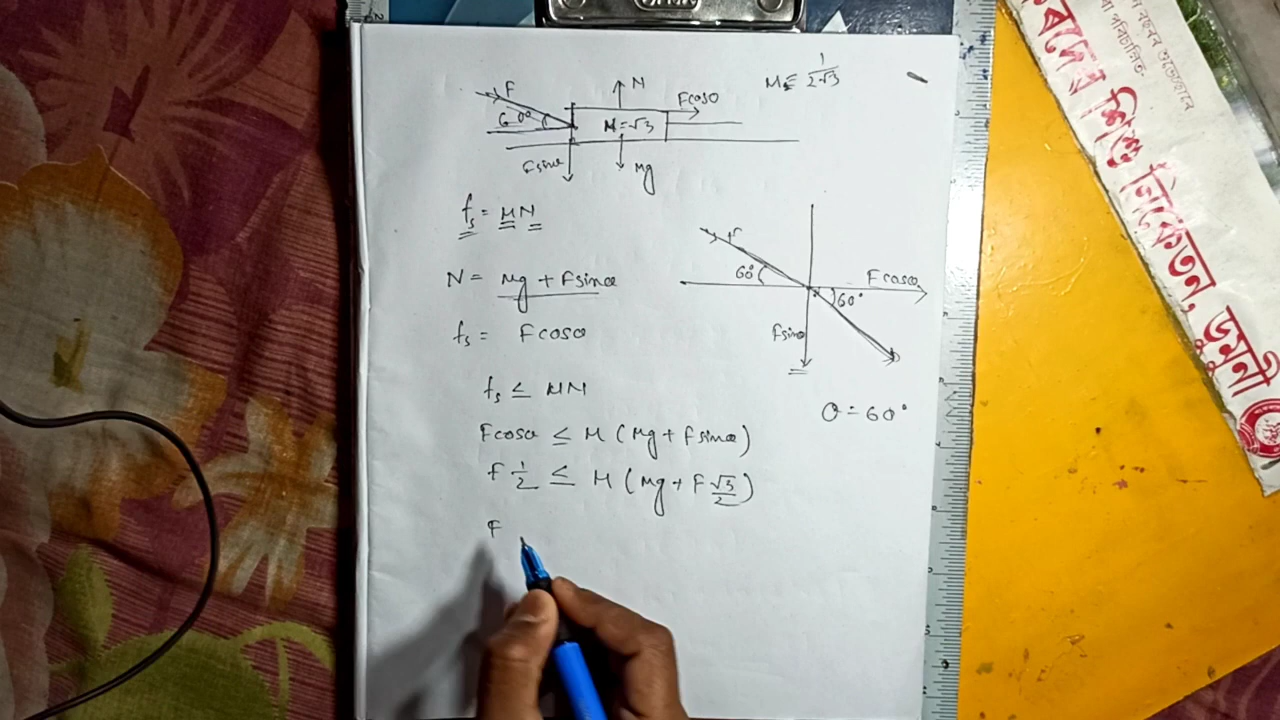 F
N
Fcosθ
μ = 1/2√3
60°
M=√3
Fsinθ
Mg
fs = μN
N = Mg + Fsinθ
fs = Fcosθ
fs ≤ μN
Fcosθ ≤ μ (Mg + Fsinθ)
F 1/2 ≤ μ (Mg + F √3/2)
F
F
60°
Fcosθ
60°
Fsinθ
θ = 60°
শিশু নিকেতন, ডুমুনী